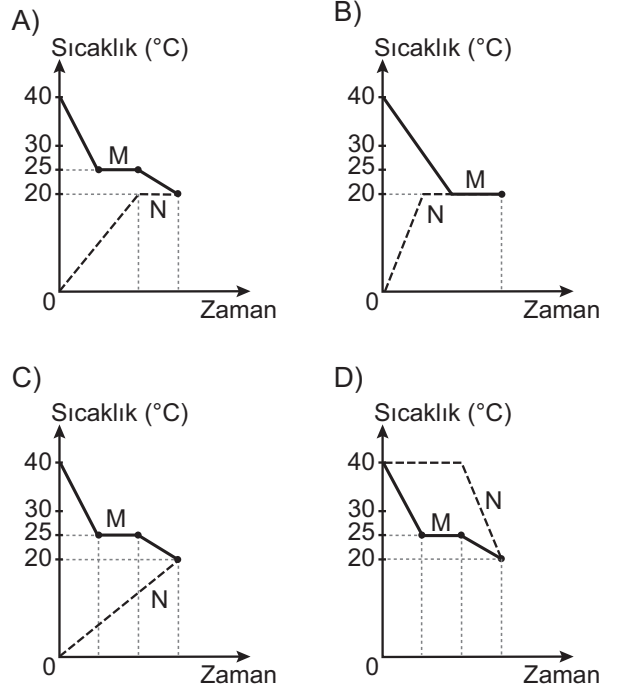 A)
Sıcaklık (°C)
40
30
25
20
0
M
N
Zaman
B)
Sıcaklık (°C)
40
30
25
20
0
M
N
Zaman
C)
Sıcaklık (°C)
40
30
25
20
0
M
N
Zaman
D)
Sıcaklık (°C)
40
30
25
20
0
M
N
Zaman